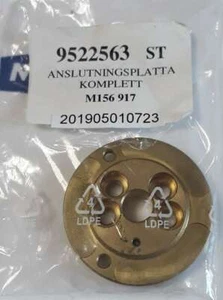 9522563 ST
ANSLUTNINGSPLATTA
KOMPLETT
M156 917
201905010723
4 4
LDPE LDPE